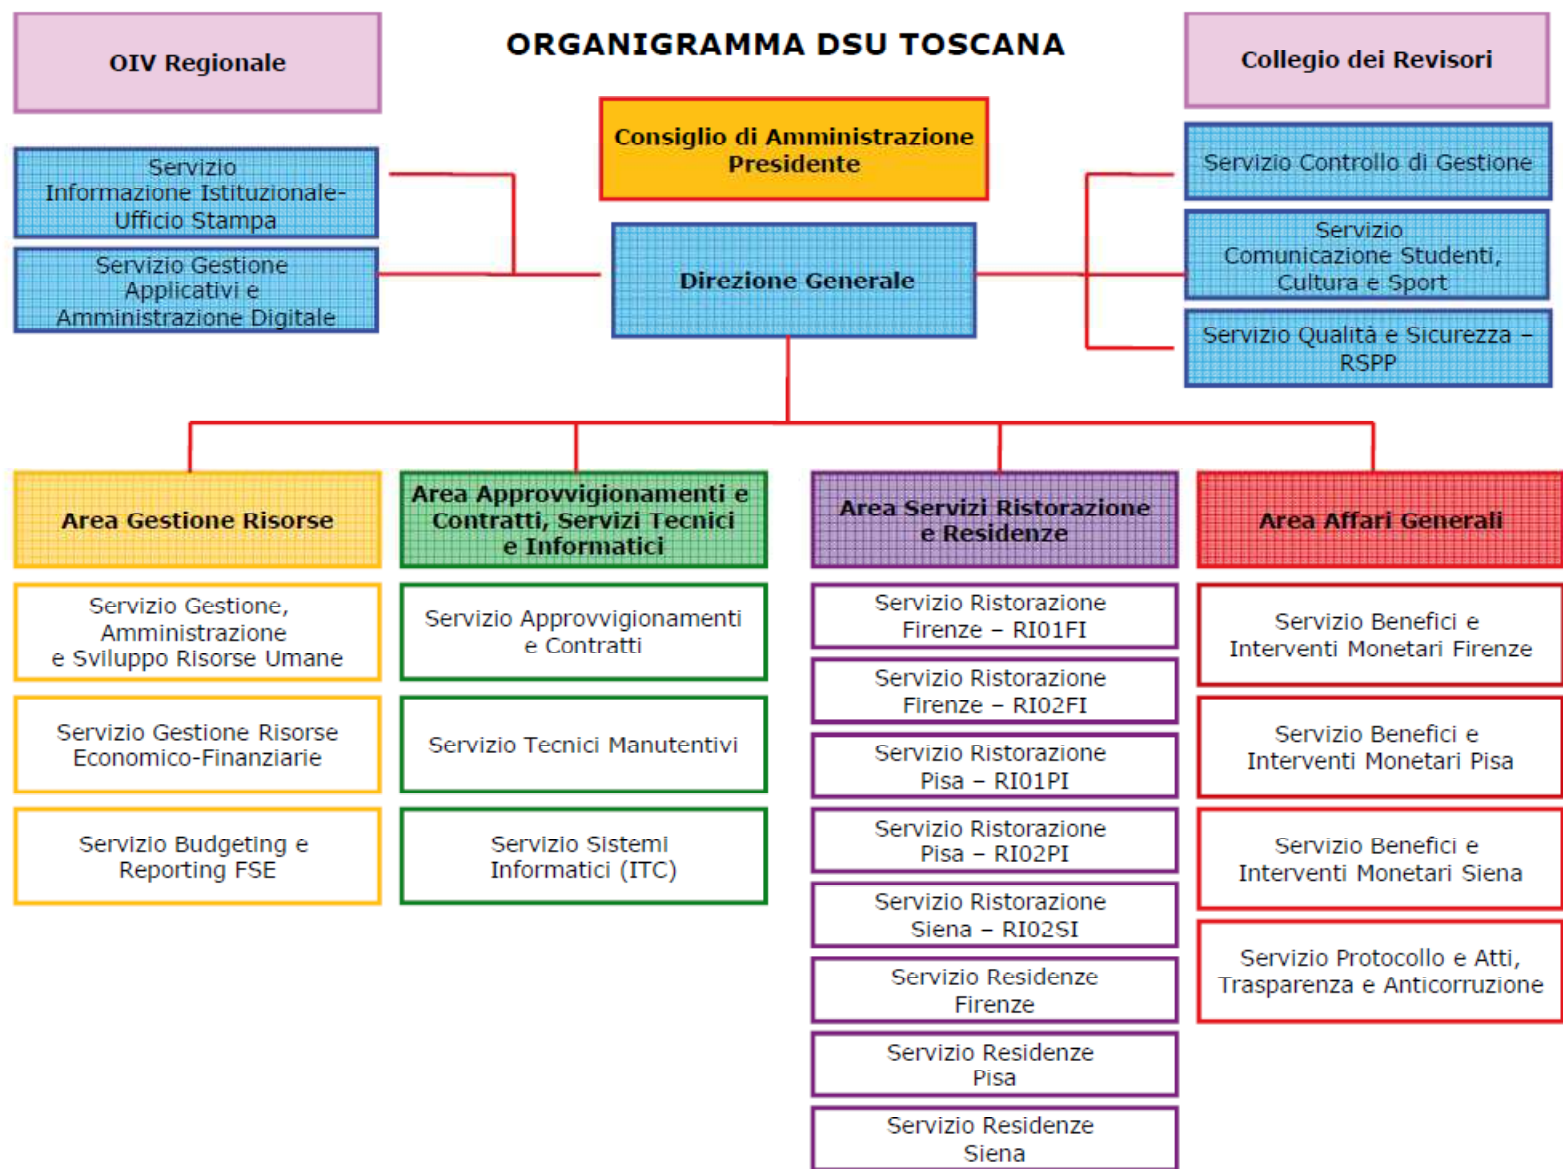 ORGANIGRAMMA DSU TOSCANA
OIV Regionale
Collegio dei Revisori
Consiglio di Amministrazione
Presidente
Servizio
Informazione Istituzionale-
Ufficio Stampa
Servizio Gestione
Applicativi e
Amministrazione Digitale
Direzione Generale
Servizio Controllo di Gestione
Servizio
Comunicazione Studenti,
Cultura e Sport
Servizio Qualità e Sicurezza –
RSPP
Area Gestione Risorse
Servizio Gestione,
Amministrazione
e Sviluppo Risorse Umane
Servizio Gestione Risorse
Economico-Finanziarie
Servizio Budgeting e
Reporting FSE
Area Approvvigionamenti e
Contratti, Servizi Tecnici
e Informatici
Servizio Approvvigionamenti
e Contratti
Servizio Tecnici Manutentivi
Servizio Sistemi
Informatici (ITC)
Area Servizi Ristorazione
e Residenze
Servizio Ristorazione
Firenze – RI01FI
Servizio Ristorazione
Firenze – RI02FI
Servizio Ristorazione
Pisa – RI01PI
Servizio Ristorazione
Pisa – RI02PI
Servizio Ristorazione
Siena – RI02SI
Servizio Residenze
Firenze
Servizio Residenze
Pisa
Servizio Residenze
Siena
Area Affari Generali
Servizio Benefici e
Interventi Monetari Firenze
Servizio Benefici e
Interventi Monetari Pisa
Servizio Benefici e
Interventi Monetari Siena
Servizio Protocollo e Atti,
Trasparenza e Anticorruzione